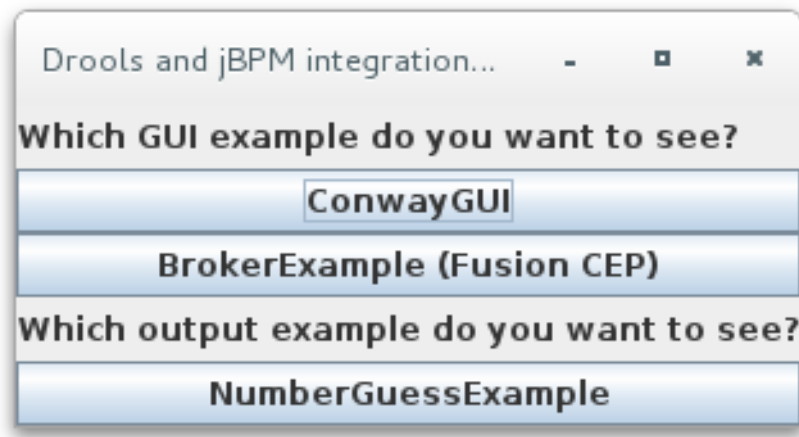 Drools and jBPM integration...
Which GUI example do you want to see?
ConwayGUI
BrokerExample (Fusion CEP)
Which output example do you want to see?
NumberGuessExample